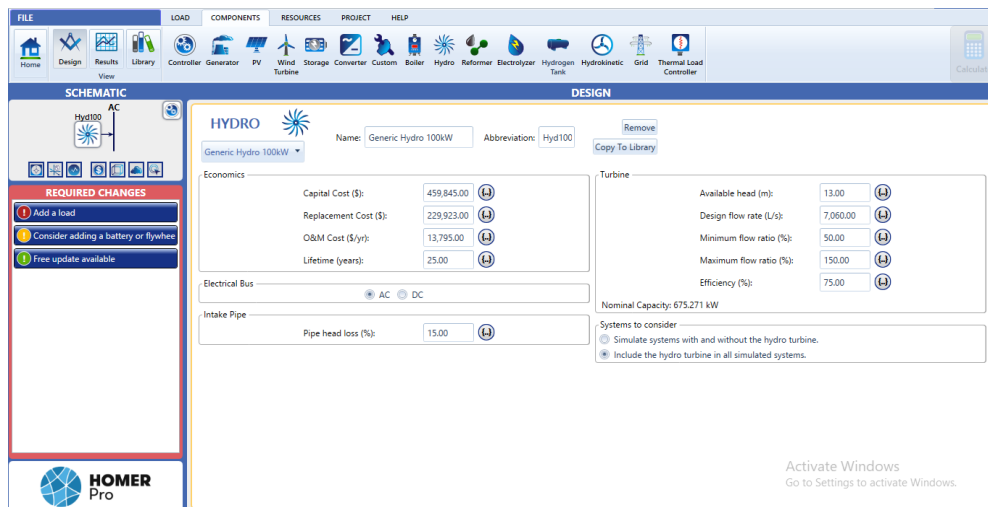 FILE
LOAD
COMPONENTS
RESOURCES
PROJECT
HELP
Home
Design
Results
Library
View
Controller
Generator
PV
Wind Turbine
Storage
Converter
Custom
Boiler
Hydro
Reformer
Electrolyzer
Hydrogen Tank
Hydrokinetic
Grid
Thermal Load Controller
Calculate
SCHEMATIC
DESIGN
AC
Hyd100
REQUIRED CHANGES
Add a load
Consider adding a battery or flywhee
Free update available
HOMER
Pro
HYDRO
Generic Hydro 100kW
Name: Generic Hydro 100kW
Abbreviation: Hyd100
Remove
Copy To Library
Economics
Capital Cost ($): 459,845.00 {..}
Replacement Cost ($): 229,923.00 {..}
O&M Cost ($/yr): 13,795.00 {..}
Lifetime (years): 25.00 {..}
Electrical Bus
AC DC
Intake Pipe
Pipe head loss (%): 15.00 {..}
Turbine
Available head (m): 13.00 {..}
Design flow rate (L/s): 7,060.00 {..}
Minimum flow ratio (%): 50.00 {..}
Maximum flow ratio (%): 150.00 {..}
Efficiency (%): 75.00 {..}
Nominal Capacity: 675.271 kW
Systems to consider
Simulate systems with and without the hydro turbine.
Include the hydro turbine in all simulated systems.
Activate Windows
Go to Settings to activate Windows.